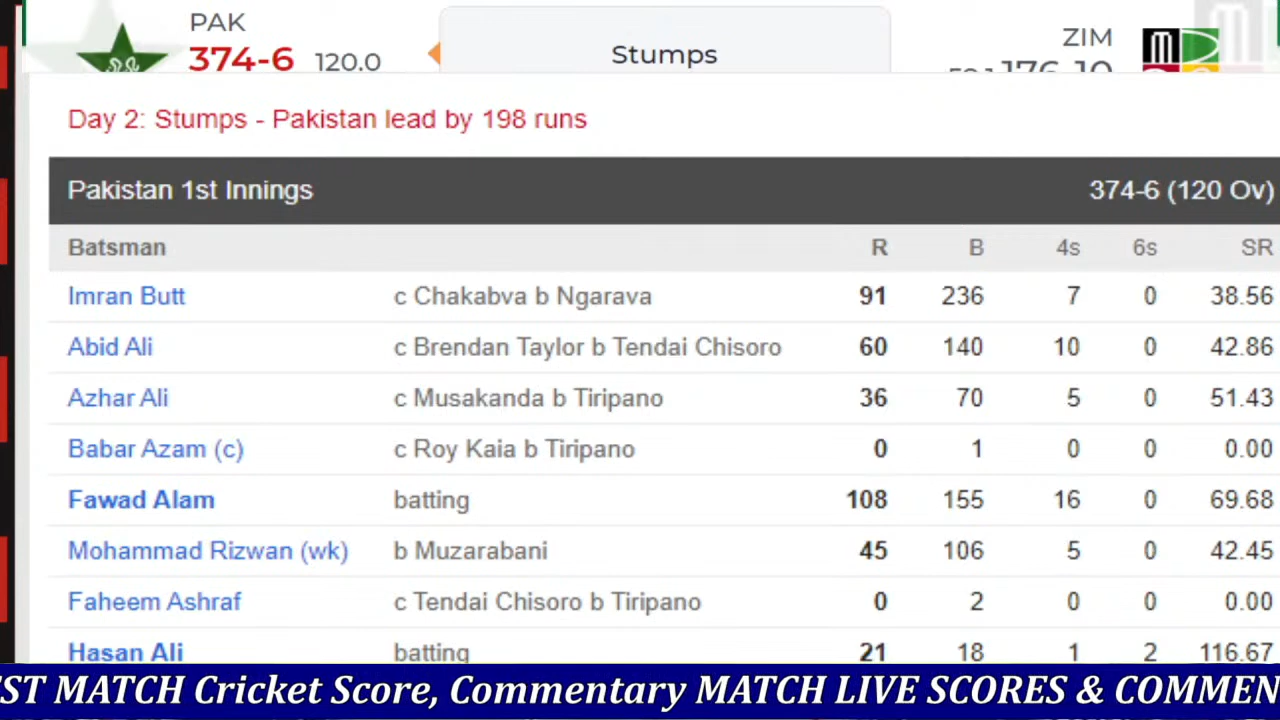 PAK
374-6 120.0
Stumps
ZIM
176-10
Day 2: Stumps - Pakistan lead by 198 runs
Pakistan 1st Innings 374-6 (120 Ov)
Batsman R B 4s 6s SR
Imran Butt c Chakabva b Ngarava 91 236 7 0 38.56
Abid Ali c Brendan Taylor b Tendai Chisoro 60 140 10 0 42.86
Azhar Ali c Musakanda b Tiripano 36 70 5 0 51.43
Babar Azam (c) c Roy Kaia b Tiripano 0 1 0 0 0.00
Fawad Alam batting 108 155 16 0 69.68
Mohammad Rizwan (wk) b Muzarabani 45 106 5 0 42.45
Faheem Ashraf c Tendai Chisoro b Tiripano 0 2 0 0 0.00
Hasan Ali batting 21 18 1 2 116.67
EST MATCH Cricket Score, Commentary MATCH LIVE SCORES & COMMEN